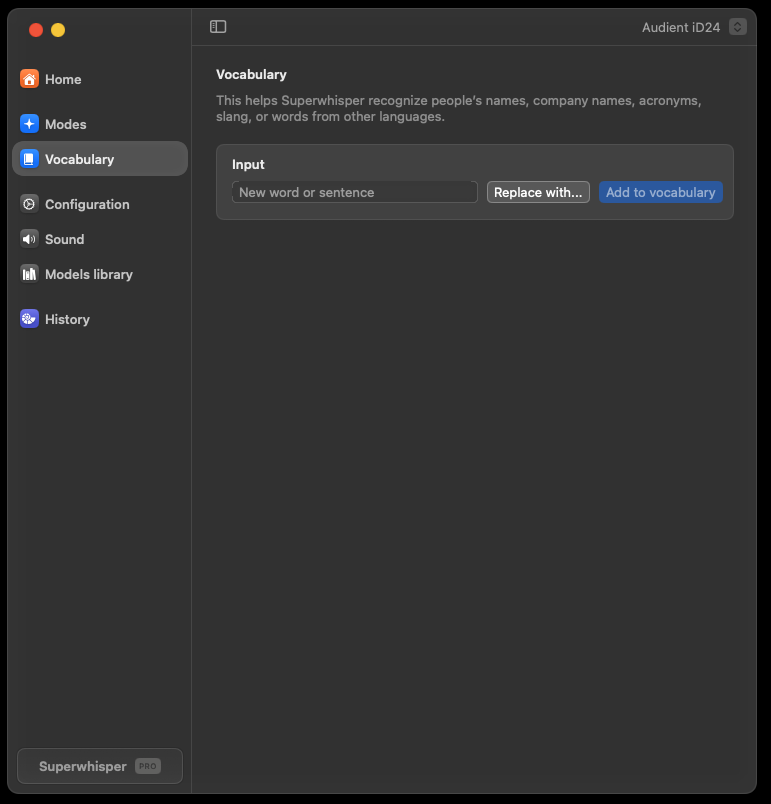 Audient iD24
Home
Modes
Vocabulary
Configuration
Sound
Models library
History
Superwhisper PRO
Vocabulary
This helps Superwhisper recognize people’s names, company names, acronyms,
slang, or words from other languages.
Input
New word or sentence Replace with... Add to vocabulary